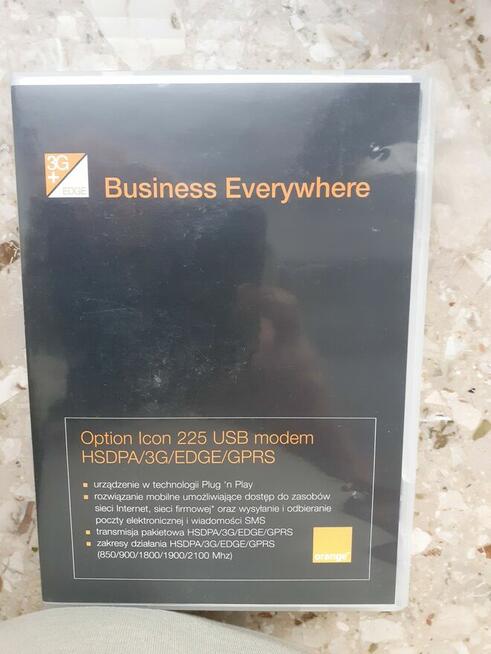 3G
+
EDGE
Business Everywhere
Option Icon 225 USB modem
HSDPA/3G/EDGE/GPRS
urządzenie w technologii Plug 'n Play
rozwiązanie mobilne umożliwiające dostęp do zasobów
sieci Internet, sieci firmowej* oraz wysyłanie i odbieranie
poczty elektronicznej i wiadomości SMS
transmisja pakietowa HSDPA/3G/EDGE/GPRS
zakresy działania HSDPA/3G/EDGE/GPRS
(850/900/1800/1900/2100 Mhz)
orange™